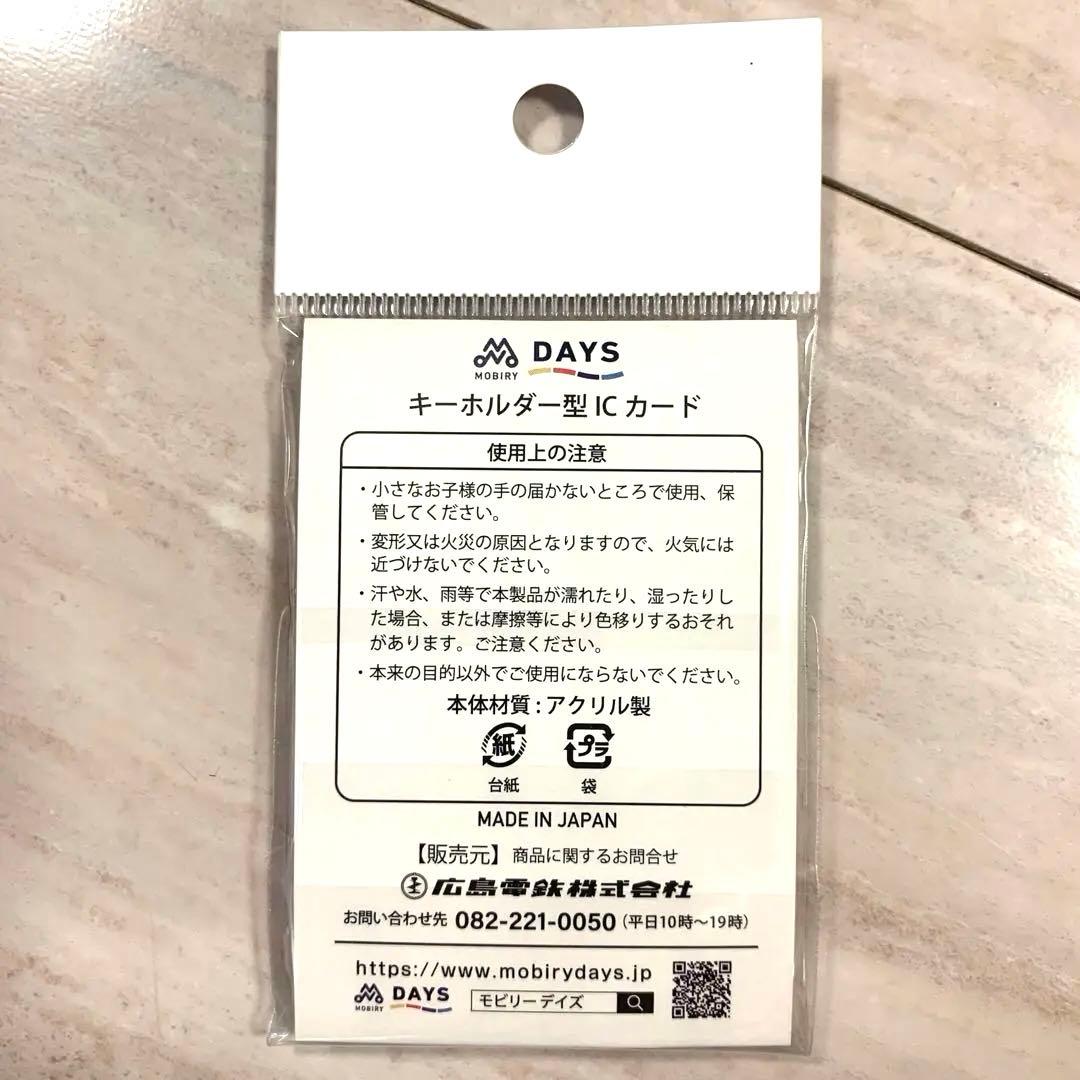 MOBIRY DAYS
キーホルダー型 IC カード
使用上の注意
・小さなお子様の手の届かないところで使用、保
管してください。
・変形又は火災の原因となりますので、火気には
近づけないでください。
・汗や水、雨等で本製品が濡れたり、湿ったりし
た場合、または摩擦等により色移りするおそれ
があります。ご注意ください。
・本来の目的以外でご使用にならないでください。
本体材質 : アクリル製
紙 プラ
台紙 袋
MADE IN JAPAN
【販売元】 商品に関するお問合せ
広島電鉄株式会社
お問い合わせ先 082-221-0050 (平日10時～19時)
https://www.mobirydays.jp
MOBIRY DAYS モビリーデイズ